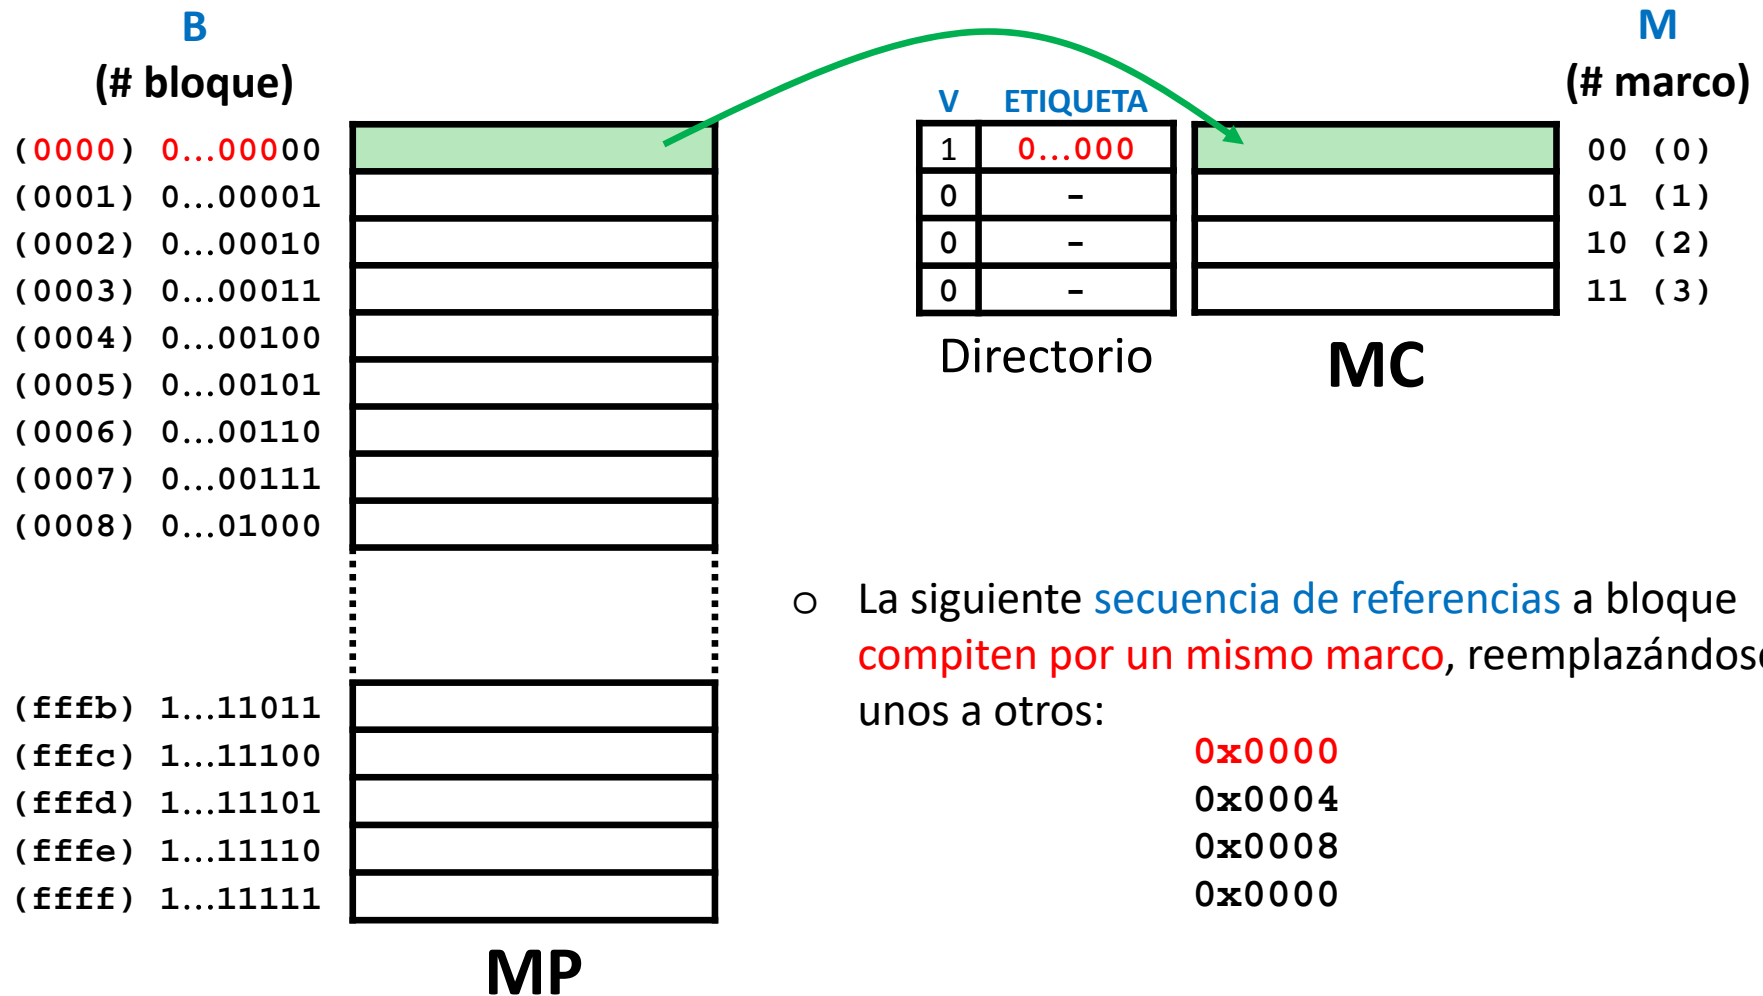 B
(# bloque)
(0000) 0...00000
(0001) 0...00001
(0002) 0...00010
(0003) 0...00011
(0004) 0...00100
(0005) 0...00101
(0006) 0...00110
(0007) 0...00111
(0008) 0...01000
(fffb) 1...11011
(fffc) 1...11100
(fffd) 1...11101
(fffe) 1...11110
(ffff) 1...11111
MP
V ETIQUETA
1 0...000
0 -
0 -
0 -
Directorio
MC
M
(# marco)
00 (0)
01 (1)
10 (2)
11 (3)
o La siguiente secuencia de referencias a bloque
compiten por un mismo marco, reemplazándose
unos a otros:
0x0000
0x0004
0x0008
0x0000